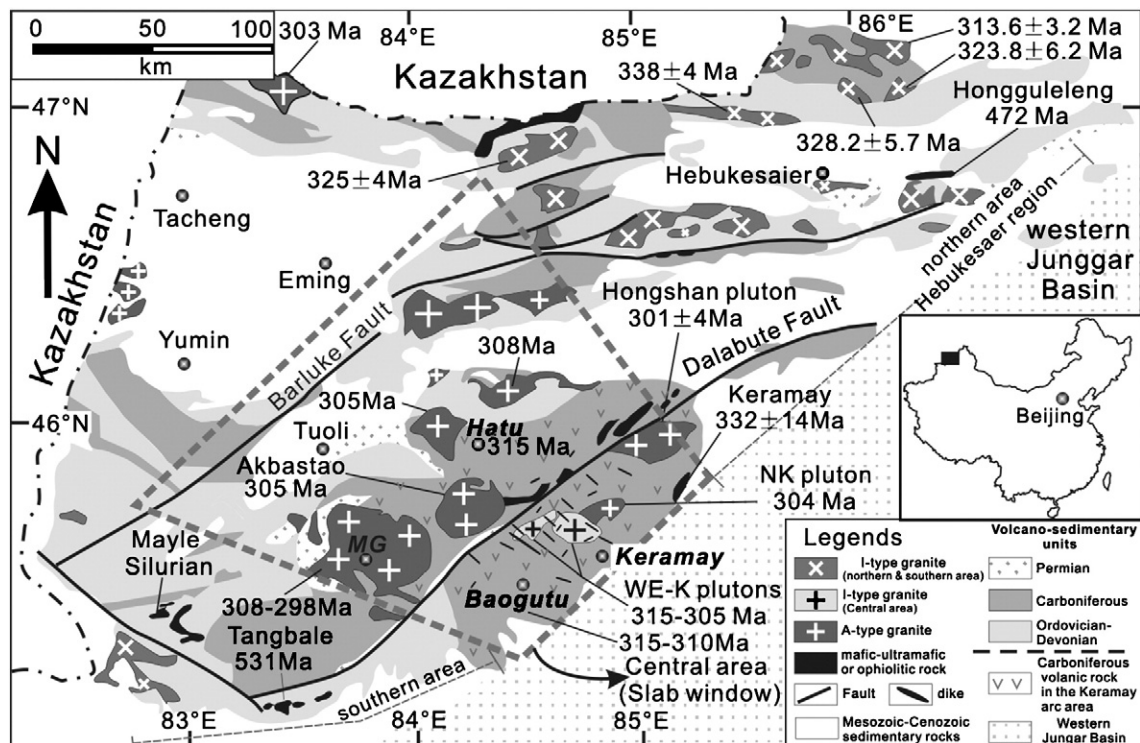 0 50 100
km
303 Ma
84°E
85°E
86°E
313.6±3.2 Ma
323.8±6.2 Ma
Kazakhstan
338±4 Ma
Hongguleleng
472 Ma
47°N
328.2±5.7 Ma
N
325±4Ma
Hebukesaier
Tacheng
northern area
Hebukesaer region
western
Junggar
Basin
Kazakhstan
Eming
Hongshan pluton
301±4Ma
Barluke Fault
Dalabute Fault
Yumin
308Ma
Keramay
332±14Ma
Beijing
46°N
305Ma
Hatu
315 Ma
Tuoli
Akbastao
305 Ma
NK pluton
304 Ma
Mayle
Silurian
MG
Keramay
WE-K plutons
315-305 Ma
Baogutu
315-310Ma
308-298Ma
Tangbale
531Ma
Central area
(Slab window)
southern area
83°E
84°E
85°E
Legends
I-type granite
(northern & southern area)
I-type granite
(Central area)
A-type granite
mafic-ultramafic
or ophiolitic rock
Fault
dike
Mesozoic-Cenozoic
sedimentary rocks
Volcano-sedimentary
units
Permian
Carboniferous
Ordovician-
Devonian
Carboniferous
volanic rock
in the Keramay
arc area
Western
Jungar Basin